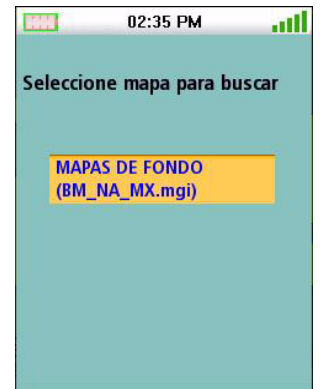 02:35 PM
Seleccione mapa para buscar
MAPAS DE FONDO
(BM_NA_MX.mgi)